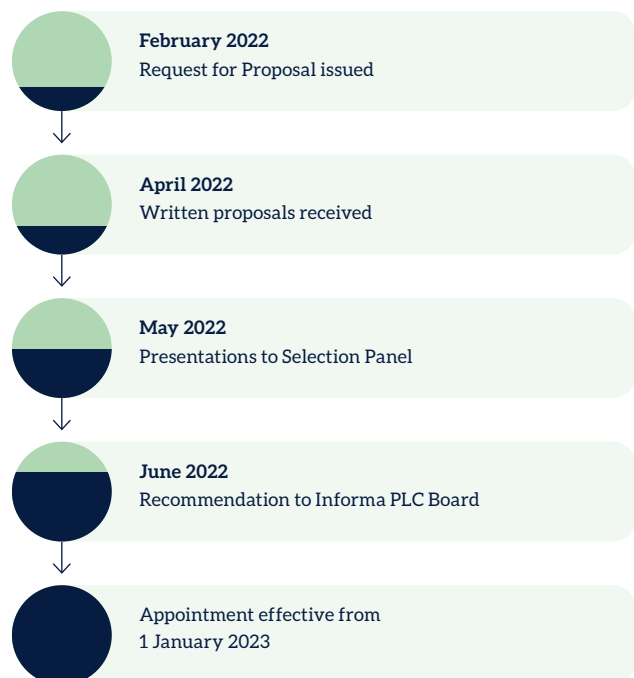 February 2022
Request for Proposal issued
April 2022
Written proposals received
May 2022
Presentations to Selection Panel
June 2022
Recommendation to Informa PLC Board
Appointment effective from
1 January 2023